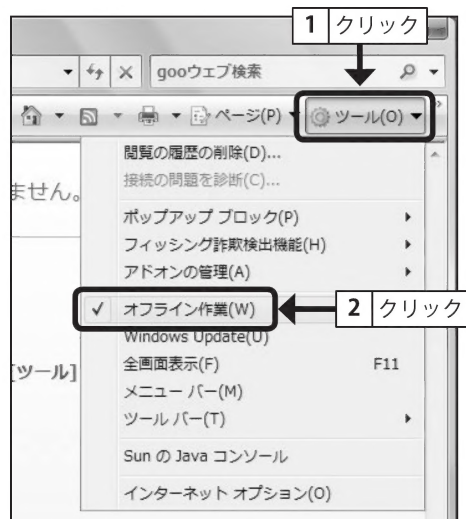 1 クリック
gooウェブ検索
ページ(P) ツール(O)
閲覧の履歴の削除(D)...
接続の問題を診断(C)...
ません。
ポップアップ ブロック(P)
フィッシング詐欺検出機能(H)
アドオンの管理(A)
✓ オフライン作業(W)
2 クリック
Windows Update(U)
[ツール]
全画面表示(F) F11
メニュー バー(M)
ツール バー(T)
Sun の Java コンソール
インターネット オプション(O)